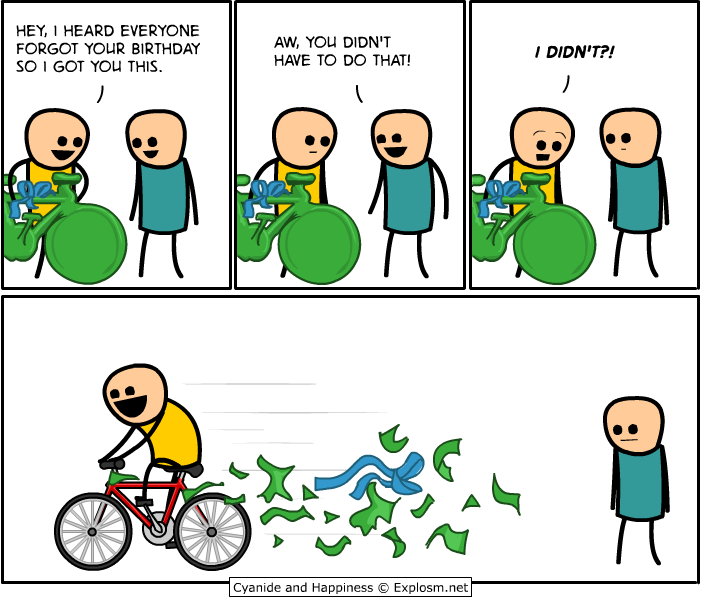 HEY, I HEARD EVERYONE
FORGOT YOUR BIRTHDAY
SO I GOT YOU THIS.
AW, YOU DIDN'T
HAVE TO DO THAT!
I DIDN'T?!
Cyanide and Happiness © Explosm.net